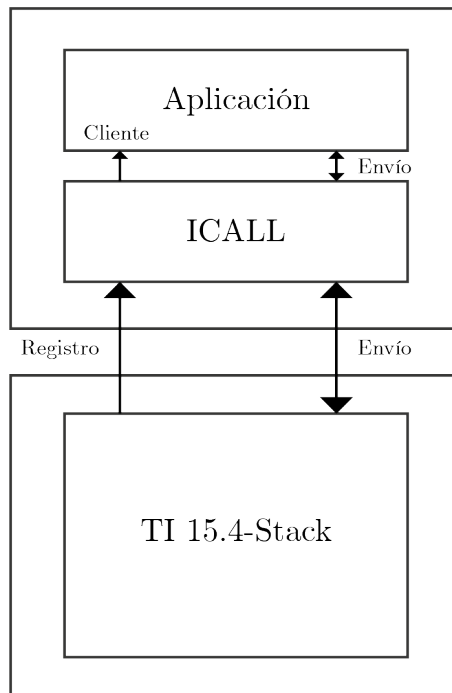 Aplicación
Cliente
Envío
ICALL
Registro
Envío
TI 15.4-Stack